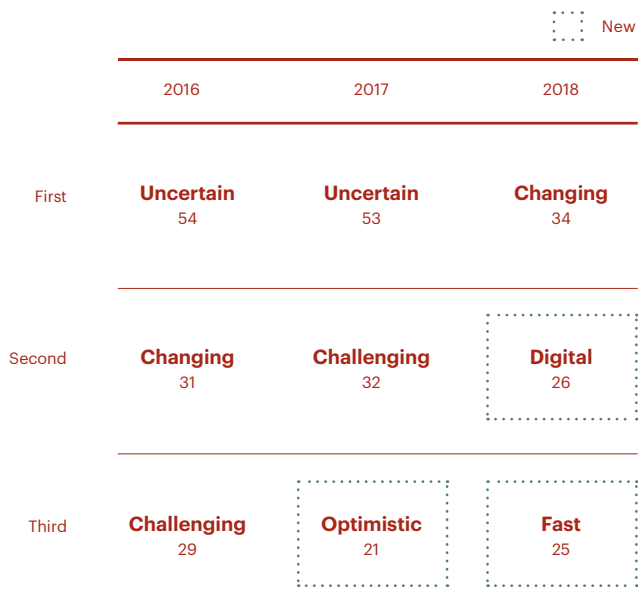 New
2016 2017 2018
First
Uncertain Uncertain Changing
54 53 34
Second
Changing Challenging Digital
31 32 26
Third
Challenging Optimistic Fast
29 21 25